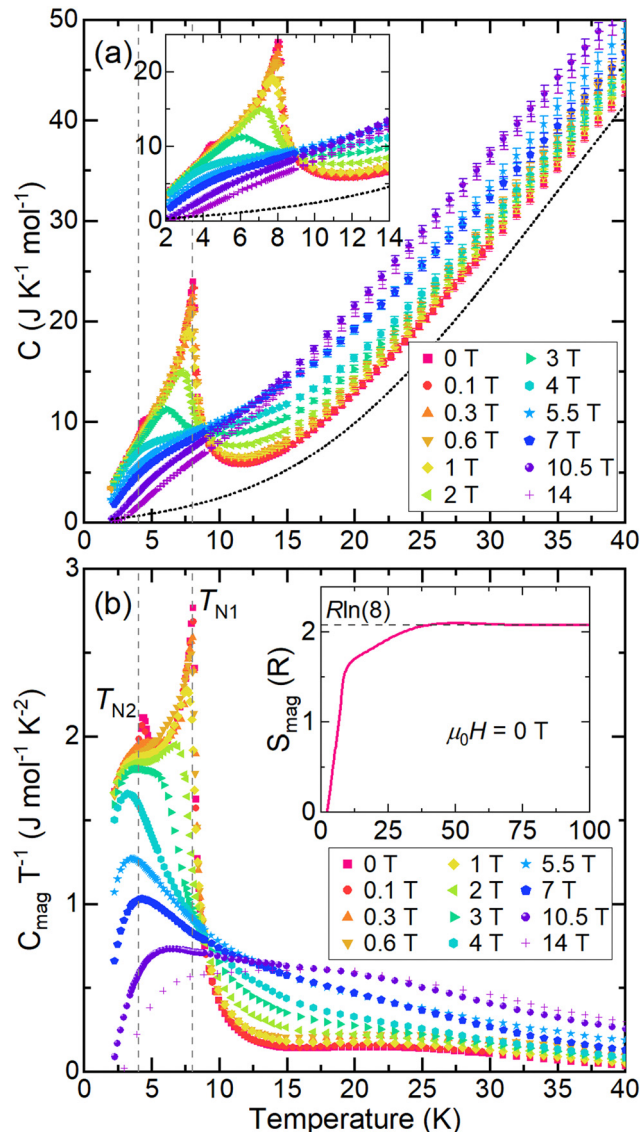 (a)
50
40
30
20
10
0
C (J K⁻¹ mol⁻¹)
20
10
0
2 4 6 8 10 12 14
0 T 3 T
0.1 T 4 T
0.3 T 5.5 T
0.6 T 7 T
1 T 10.5 T
2 T 14
0 5 10 15 20 25 30 35 40
(b)
3
2
1
0
C_mag T⁻¹ (J mol⁻¹ K⁻²)
T_N1
T_N2
Rln(8)
2
1
0
S_mag (R)
μ₀H = 0 T
0 25 50 75 100
0 T 1 T 5.5 T
0.1 T 2 T 7 T
0.3 T 3 T 10.5 T
0.6 T 4 T 14 T
0 5 10 15 20 25 30 35 40
Temperature (K)